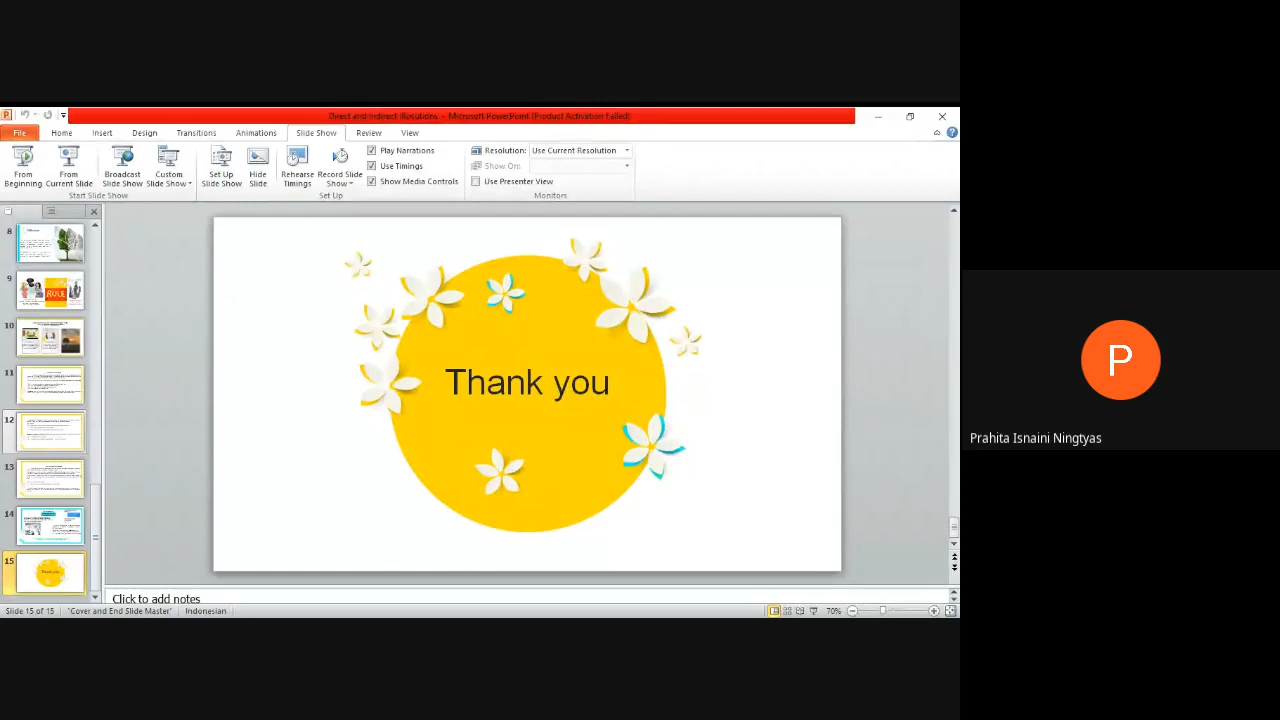 Direct and Indirect Illosutions - Microsoft PowerPoint (Product Activation Failed)
File Home Insert Design Transitions Animations Slide Show Review View
From Beginning
From Current Slide
Broadcast Slide Show
Custom Slide Show
Set Up Slide Show
Hide Slide
Rehearse Timings
Record Slide Show
Play Narrations
Use Timings
Show Media Controls
Resolution: Use Current Resolution
Show On:
Use Presenter View
Start Slide Show
Set Up
Monitors
8
9
RULE
10
11
12
13
14
15
Thank you
Click to add notes
Slide 15 of 15 "Cover and End Slide Master" Indonesian
70%
P
Prahita Isnaini Ningtyas